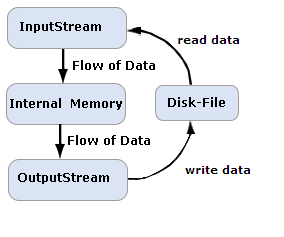 InputStream
read data
Flow of Data
Internal Memory
Disk-File
Flow of Data
OutputStream
write data